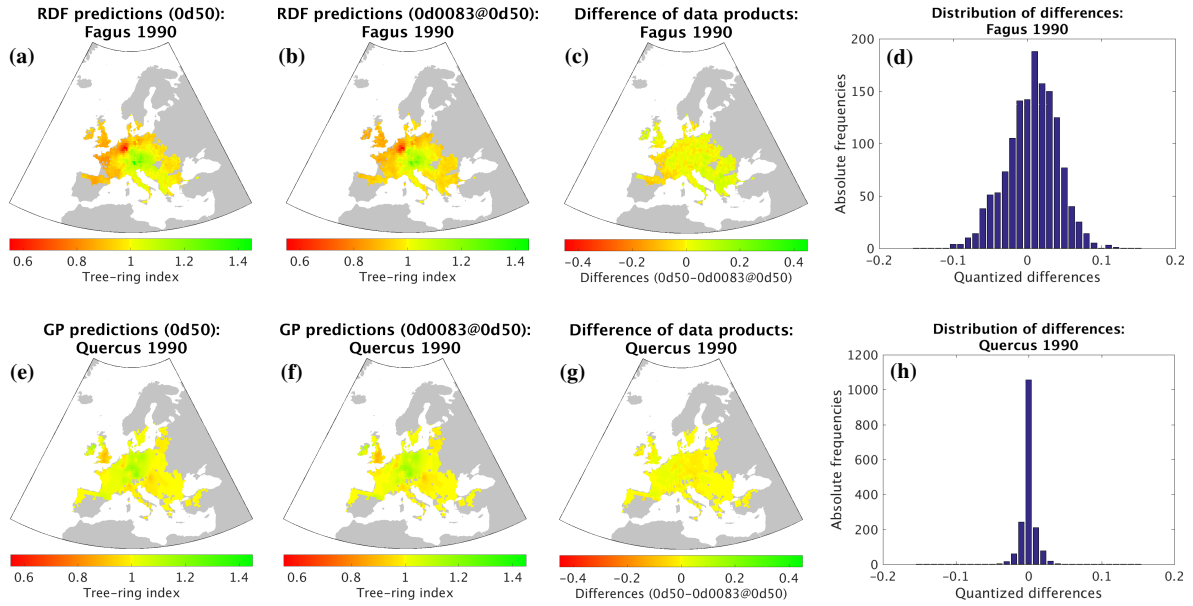 RDF predictions (0d50):
Fagus 1990
(a)
0.6 0.8 1 1.2 1.4
Tree-ring index
RDF predictions (0d0083@0d50):
Fagus 1990
(b)
0.6 0.8 1 1.2 1.4
Tree-ring index
Difference of data products:
Fagus 1990
(c)
−0.4 −0.2 0 0.2 0.4
Differences (0d50-0d0083@0d50)
Distribution of differences:
Fagus 1990
(d)
200
150
100
50
0
Absolute frequencies
−0.2 −0.1 0 0.1 0.2
Quantized differences
GP predictions (0d50):
Quercus 1990
(e)
0.6 0.8 1 1.2 1.4
Tree-ring index
GP predictions (0d0083@0d50):
Quercus 1990
(f)
0.6 0.8 1 1.2 1.4
Tree-ring index
Difference of data products:
Quercus 1990
(g)
−0.4 −0.2 0 0.2 0.4
Differences (0d50-0d0083@0d50)
Distribution of differences:
Quercus 1990
(h)
1200
1000
800
600
400
200
0
Absolute frequencies
−0.2 −0.1 0 0.1 0.2
Quantized differences